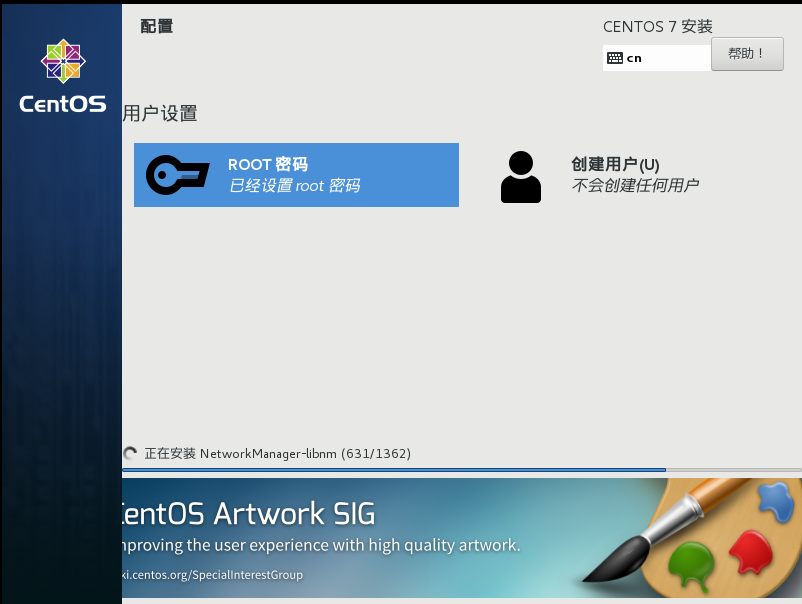 配置
CENTOS 7 安装
cn
帮助！
CentOS
用户设置
ROOT 密码
已经设置 root 密码
创建用户(U)
不会创建任何用户
正在安装 NetworkManager-libnm (631/1362)
CentOS Artwork SIG
mproving the user experience with high quality artwork.
ki.centos.org/SpecialInterestGroup